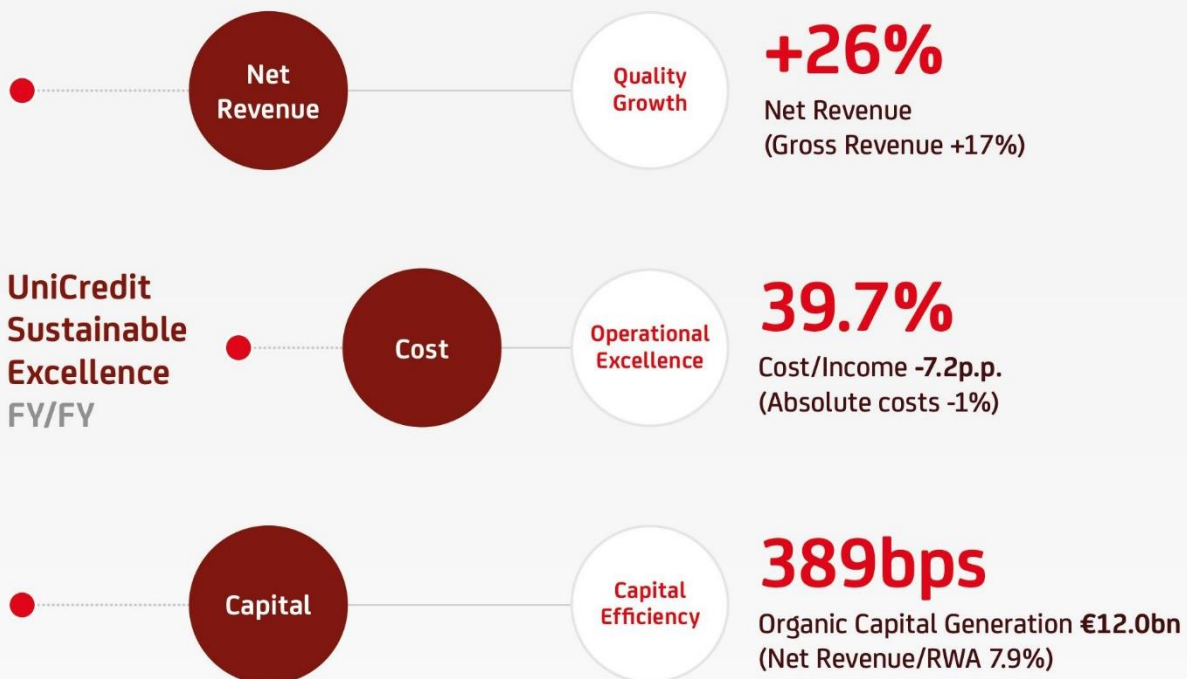 Net
Revenue
Quality
Growth
+26%
Net Revenue
(Gross Revenue +17%)
UniCredit
Sustainable
Excellence
FY/FY
Cost
Operational
Excellence
39.7%
Cost/Income -7.2p.p.
(Absolute costs -1%)
Capital
Capital
Efficiency
389bps
Organic Capital Generation €12.0bn
(Net Revenue/RWA 7.9%)